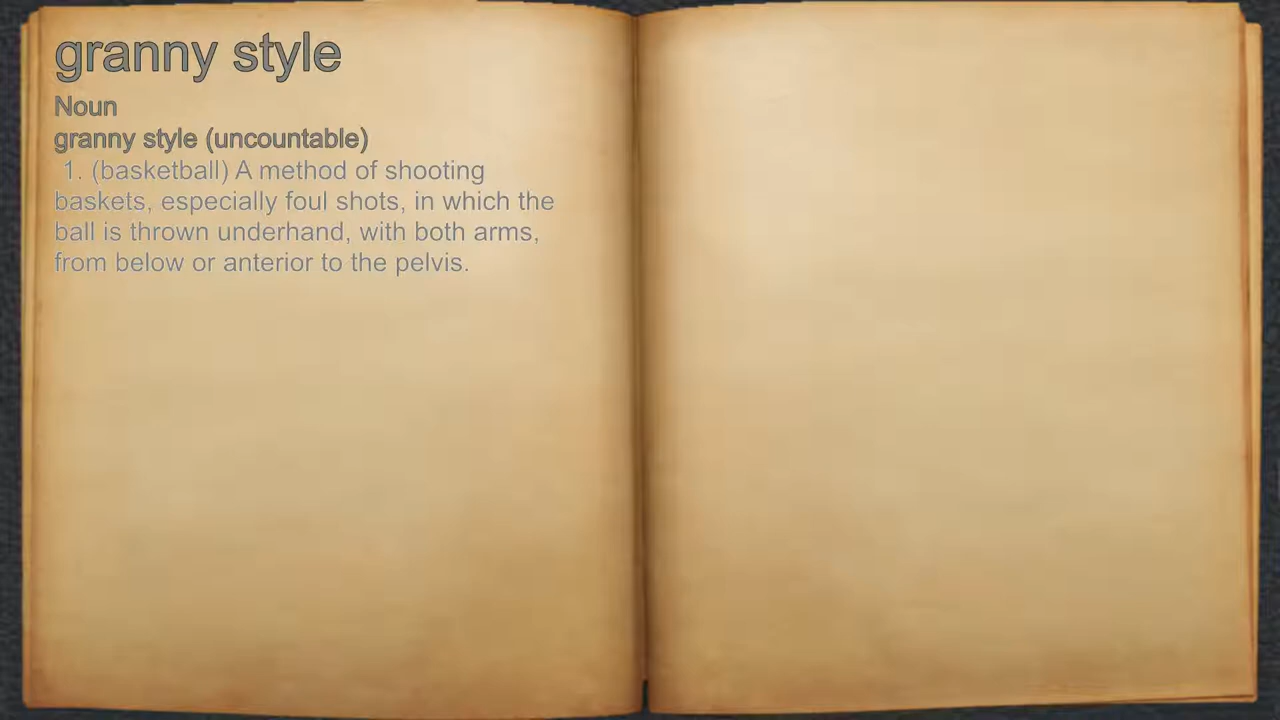 granny style
Noun
granny style (uncountable)
1. (basketball) A method of shooting
baskets, especially foul shots, in which the
ball is thrown underhand, with both arms,
from below or anterior to the pelvis.